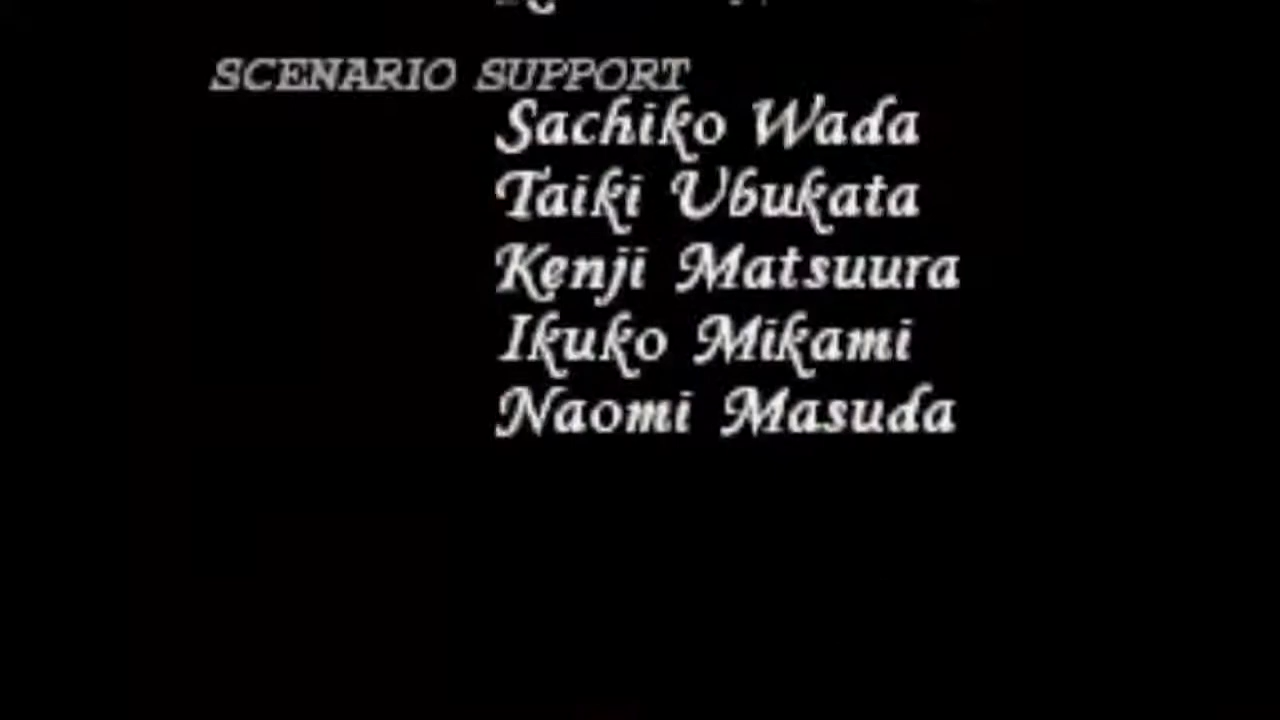 SCENARIO SUPPORT
Sachiko Wada
Taiki Ubukata
Kenji Matsuura
Ikuko Mikami
Naomi Masuda